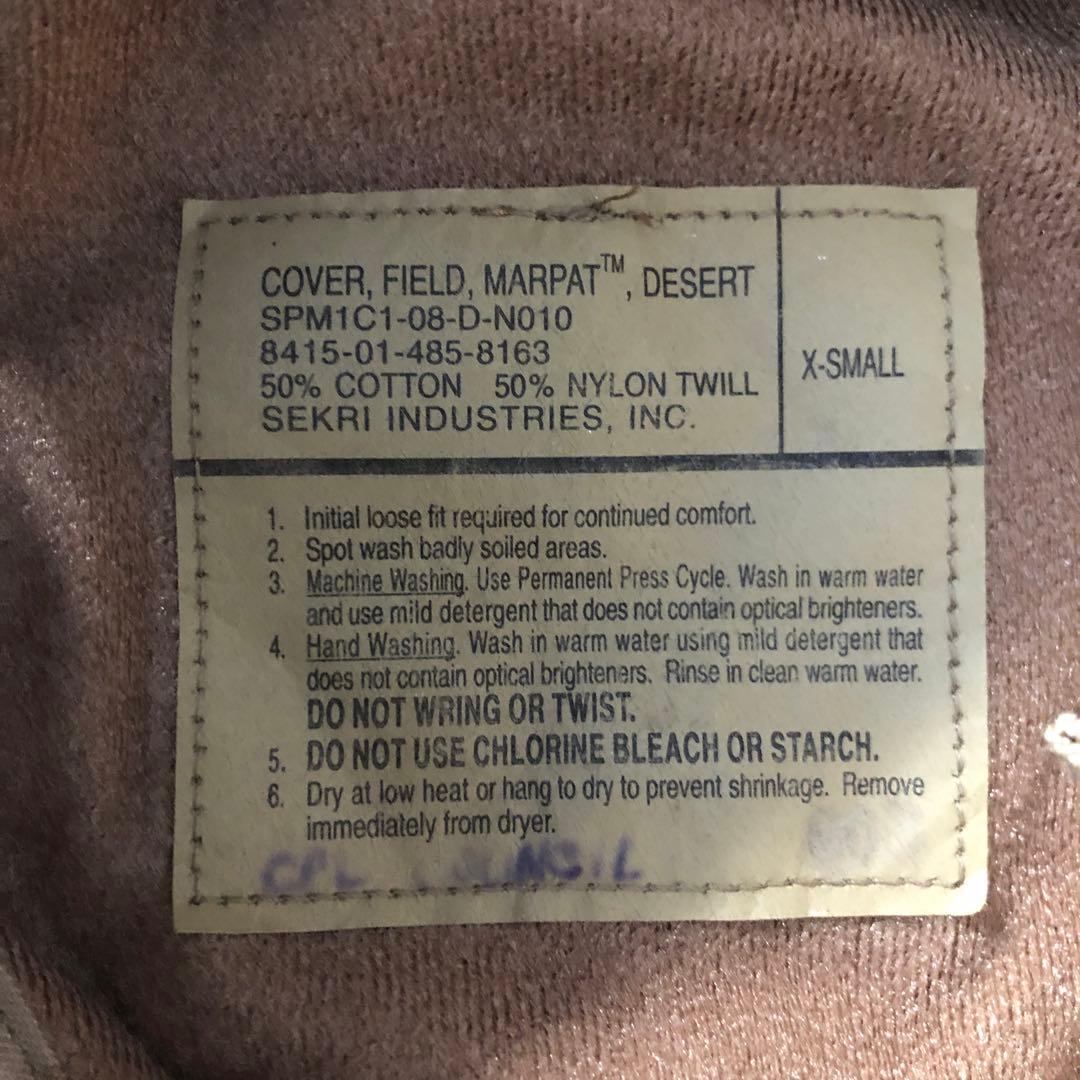 COVER, FIELD, MARPAT™, DESERT
SPM1C1-08-D-N010
8415-01-485-8163
50% COTTON 50% NYLON TWILL
SEKRI INDUSTRIES, INC.
X-SMALL
1. Initial loose fit required for continued comfort.
2. Spot wash badly soiled areas.
3. Machine Washing. Use Permanent Press Cycle. Wash in warm water
and use mild detergent that does not contain optical brighteners.
4. Hand Washing. Wash in warm water using mild detergent that
does not contain optical brighteners. Rinse in clean warm water.
DO NOT WRING OR TWIST.
5. DO NOT USE CHLORINE BLEACH OR STARCH.
6. Dry at low heat or hang to dry to prevent shrinkage. Remove
immediately from dryer.
CPL